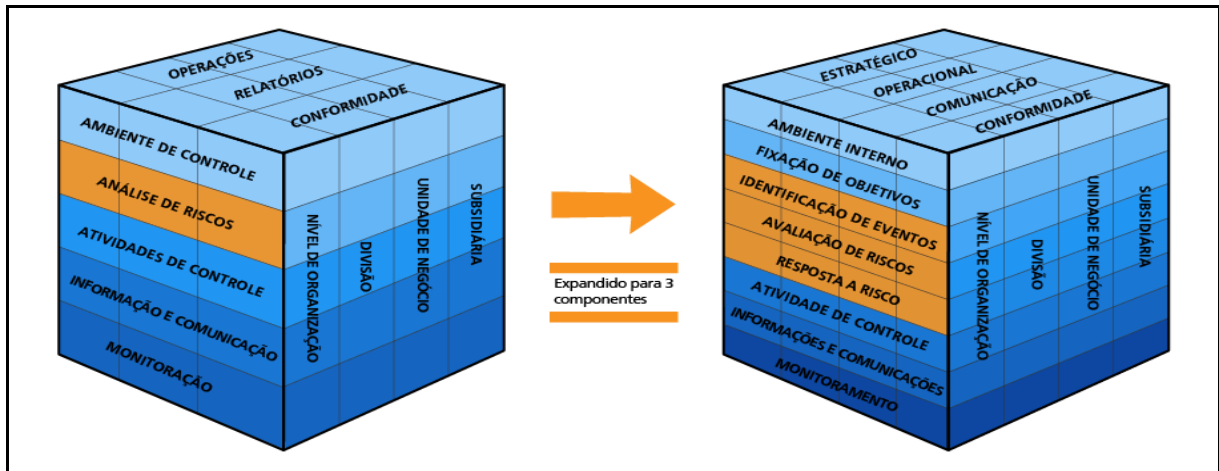 OPERAÇÕES
RELATÓRIOS
CONFORMIDADE
AMBIENTE DE CONTROLE
ANÁLISE DE RISCOS
ATIVIDADES DE CONTROLE
INFORMAÇÃO E COMUNICAÇÃO
MONITORAÇÃO
NÍVEL DE ORGANIZAÇÃO
DIVISÃO
UNIDADE DE NEGÓCIO
SUBSIDIÁRIA
Expandido para 3
componentes
ESTRATÉGICO
OPERACIONAL
COMUNICAÇÃO
CONFORMIDADE
AMBIENTE INTERNO
FIXAÇÃO DE OBJETIVOS
IDENTIFICAÇÃO DE EVENTOS
AVALIAÇÃO DE RISCOS
RESPOSTA A RISCO
ATIVIDADE DE CONTROLE
INFORMAÇÕES E COMUNICAÇÕES
MONITORAMENTO
NÍVEL DE ORGANIZAÇÃO
DIVISÃO
UNIDADE DE NEGÓCIO
SUBSIDIÁRIA